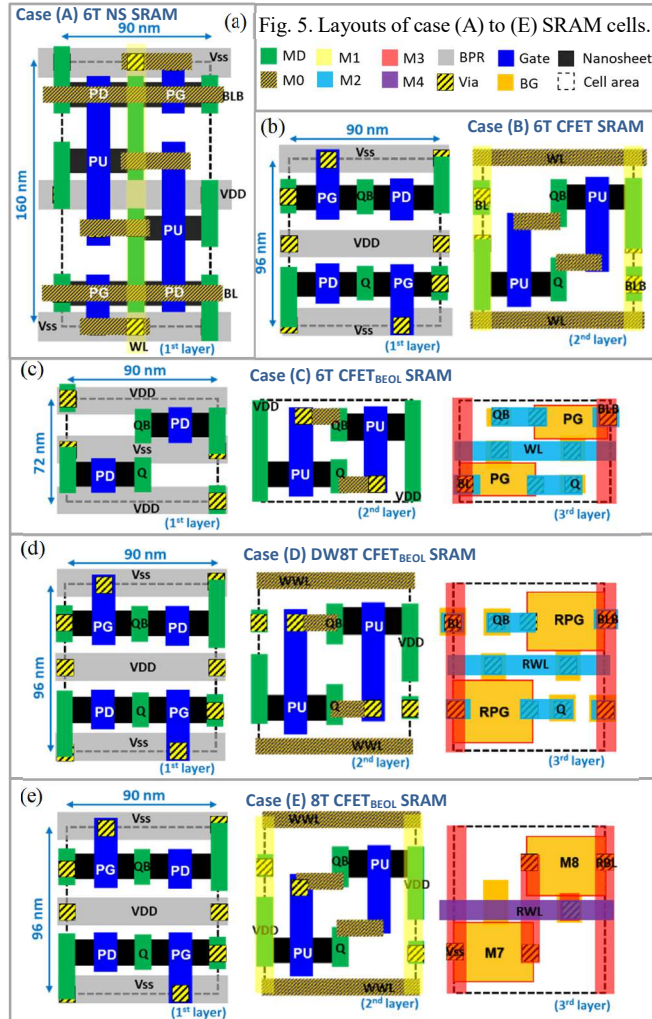 Case (A) 6T NS SRAM
(a)
90 nm
160 nm
Vss
PD
PG
BLB
PU
VDD
PU
PG
PD
BL
Vss
WL
(1st layer)
Fig. 5. Layouts of case (A) to (E) SRAM cells.
MD
M1
M3
BPR
Gate
Nanosheet
M0
M2
M4
Via
BG
Cell area
(b)
Case (B) 6T CFET SRAM
90 nm
96 nm
Vss
PG
QB
PD
VDD
PD
Q
PG
Vss
(1st layer)
WL
BL
QB
PU
PU
Q
BLB
WL
(2nd layer)
(c)
Case (C) 6T CFETBEOL SRAM
90 nm
72 nm
VDD
QB
PD
Vss
PD
Q
VDD
(1st layer)
VDD
QB
PU
PU
Q
VDD
(2nd layer)
QB
PG
BLB
WL
BL
PG
Q
(3rd layer)
(d)
Case (D) DW8T CFETBEOL SRAM
90 nm
96 nm
Vss
PG
QB
PD
VDD
PD
Q
PG
Vss
(1st layer)
WWL
QB
PU
VDD
VDD
PU
Q
WWL
(2nd layer)
BL
QB
RPG
BLB
RWL
RPG
Q
(3rd layer)
(e)
Case (E) 8T CFETBEOL SRAM
90 nm
96 nm
Vss
PG
QB
PD
VDD
PD
Q
PG
Vss
(1st layer)
WWL
QB
PU
VDD
VDD
PU
Q
WWL
(2nd layer)
M8
RBL
RWL
Vss
M7
(3rd layer)